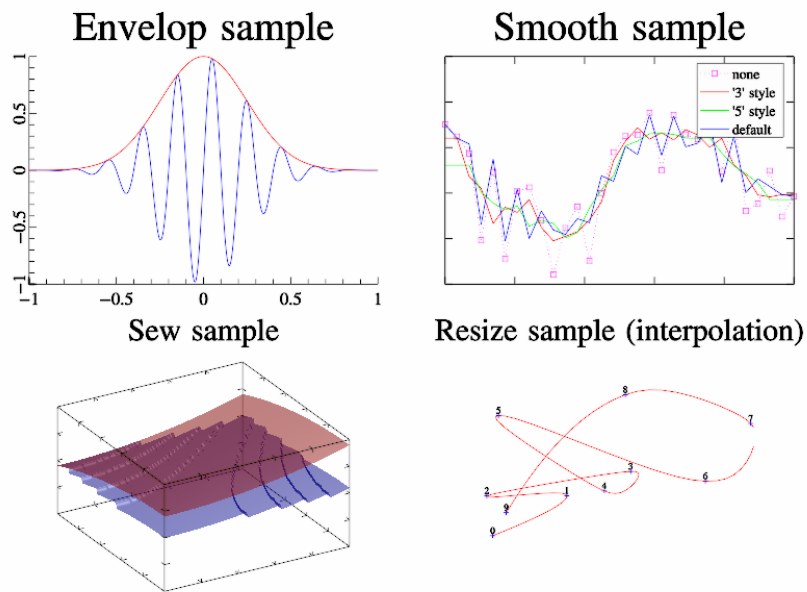 Envelop sample
Smooth sample
1
0.5
0
−0.5
−1
−1
−0.5
0
0.5
1
none
'3' style
'5' style
default
Sew sample
Resize sample (interpolation)
8
5
7
3
6
2
1
4
9
0